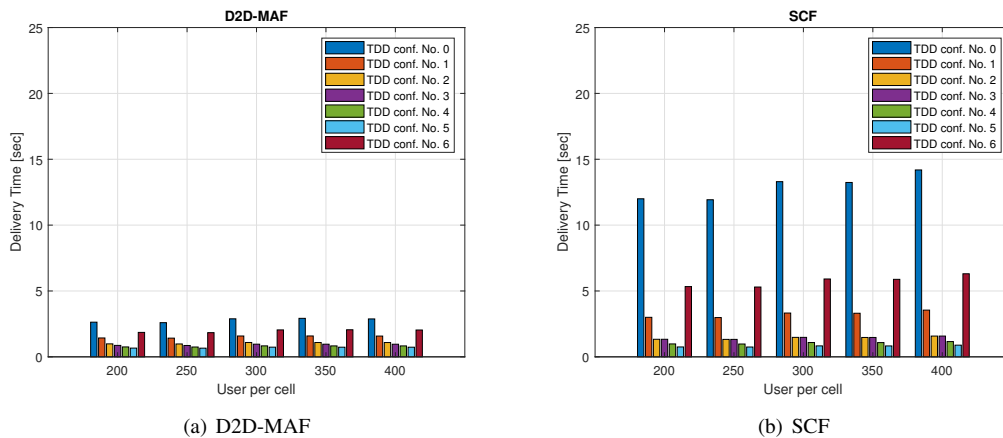 D2D-MAF
25
20
15
10
5
0
Delivery Time [sec]
200 250 300 350 400
User per cell
TDD conf. No. 0
TDD conf. No. 1
TDD conf. No. 2
TDD conf. No. 3
TDD conf. No. 4
TDD conf. No. 5
TDD conf. No. 6
(a) D2D-MAF
SCF
25
20
15
10
5
0
Delivery Time [sec]
200 250 300 350 400
User per cell
TDD conf. No. 0
TDD conf. No. 1
TDD conf. No. 2
TDD conf. No. 3
TDD conf. No. 4
TDD conf. No. 5
TDD conf. No. 6
(b) SCF